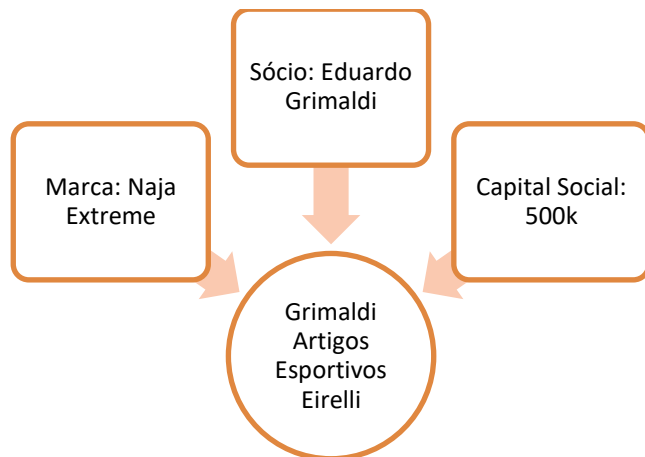 Sócio: Eduardo
Grimaldi
Marca: Naja
Extreme
Capital Social:
500k
Grimaldi
Artigos
Esportivos
Eirelli